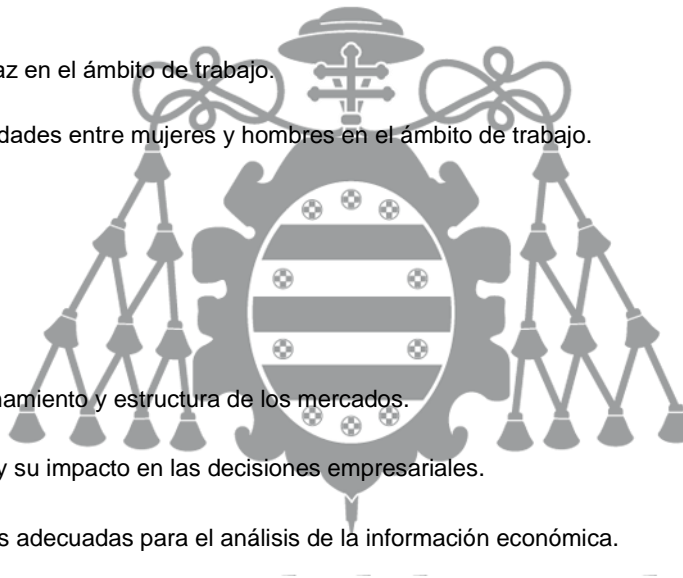 az en el ámbito de trabajo.
dades entre mujeres y hombres en el ámbito de trabajo.
namiento y estructura de los mercados.
y su impacto en las decisiones empresariales.
s adecuadas para el análisis de la información económica.